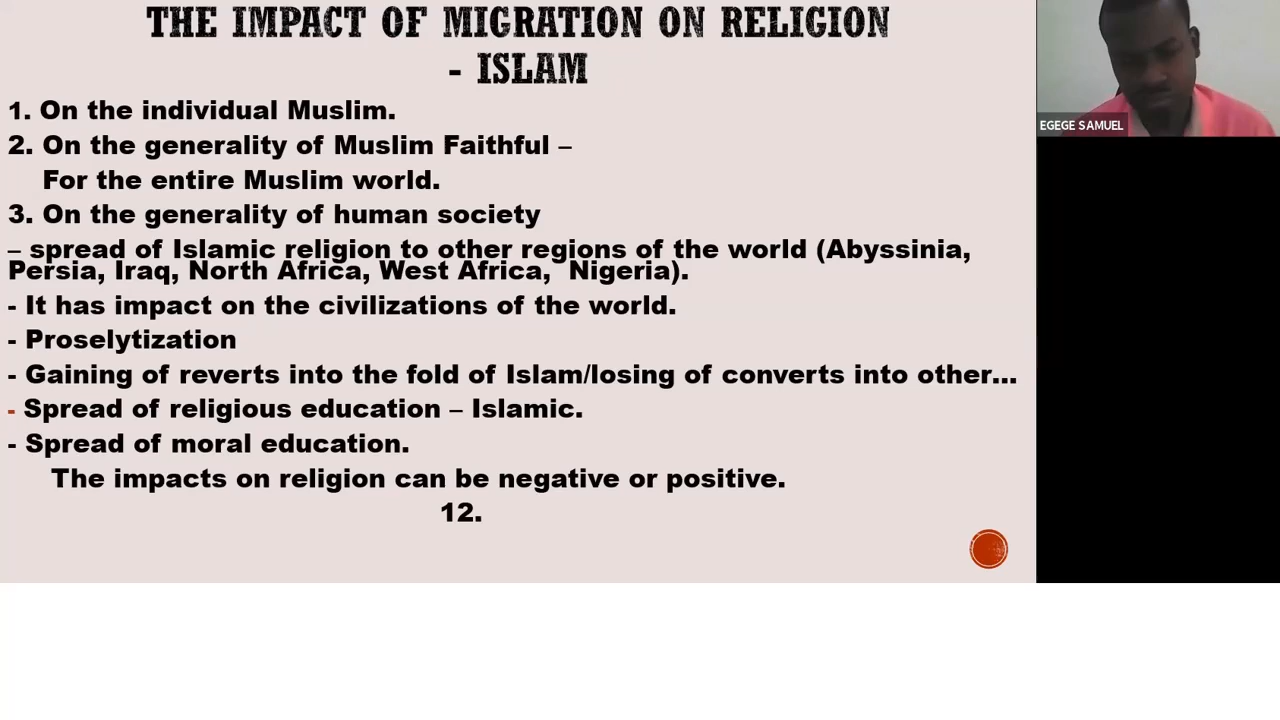 THE IMPACT OF MIGRATION ON RELIGION
- ISLAM
1. On the individual Muslim.
2. On the generality of Muslim Faithful –
For the entire Muslim world.
3. On the generality of human society
– spread of Islamic religion to other regions of the world (Abyssinia,
Persia, Iraq, North Africa, West Africa, Nigeria).
- It has impact on the civilizations of the world.
- Proselytization
- Gaining of reverts into the fold of Islam/losing of converts into other...
- Spread of religious education – Islamic.
- Spread of moral education.
The impacts on religion can be negative or positive.
12.
EGEGE SAMUEL